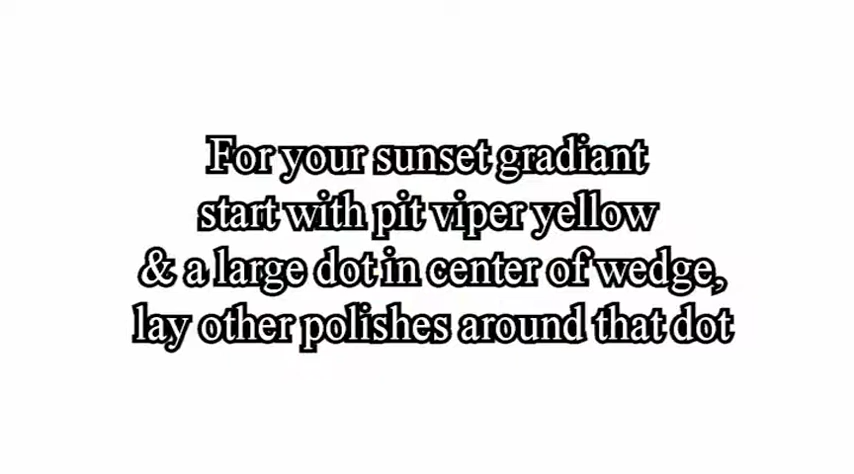 For your sunset gradiant
start with pit viper yellow
& a large dot in center of wedge,
lay other polishes around that dot